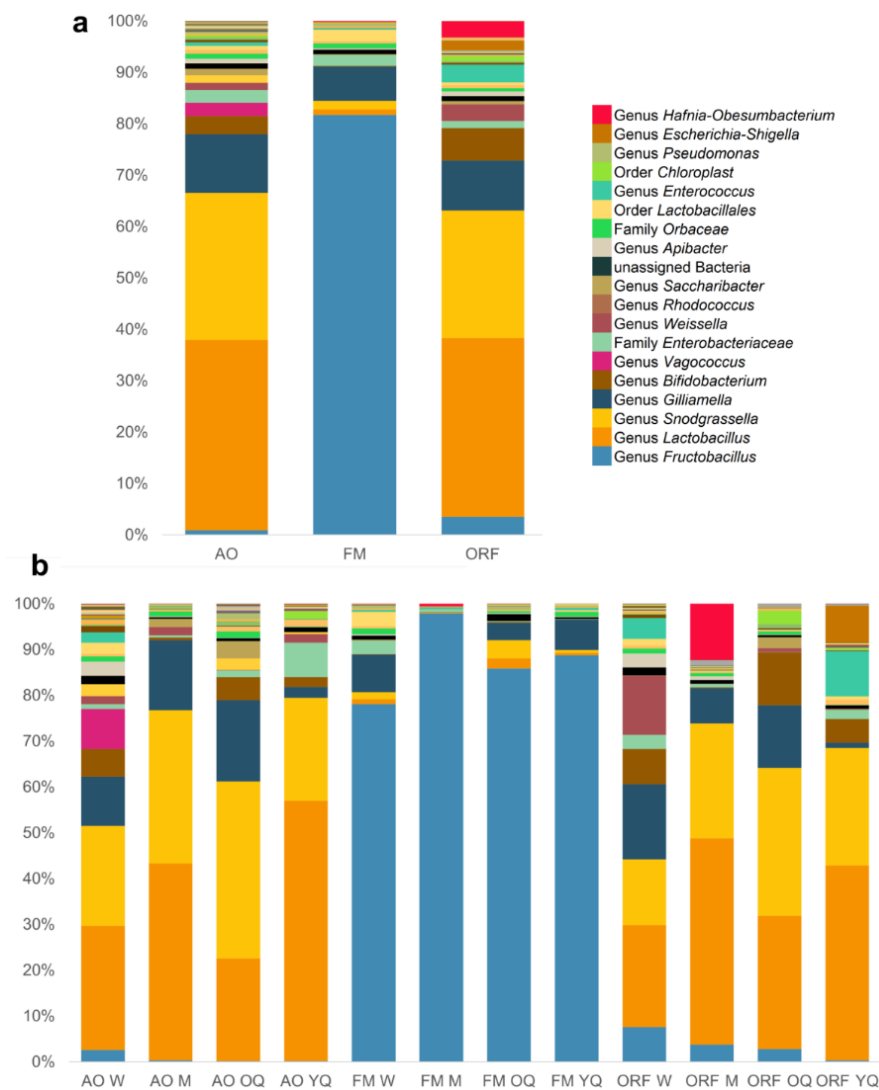 a
100%
90%
80%
70%
60%
50%
40%
30%
20%
10%
0%
AO FM ORF
Genus Hafnia-Obesumbacterium
Genus Escherichia-Shigella
Genus Pseudomonas
Order Chloroplast
Genus Enterococcus
Order Lactobacillales
Family Orbaceae
Genus Apibacter
unassigned Bacteria
Genus Saccharibacter
Genus Rhodococcus
Genus Weissella
Family Enterobacteriaceae
Genus Vagococcus
Genus Bifidobacterium
Genus Gilliamella
Genus Snodgrassella
Genus Lactobacillus
Genus Fructobacillus
b
100%
90%
80%
70%
60%
50%
40%
30%
20%
10%
0%
AO W AO M AO OQ AO YQ FM W FM M FM OQ FM YQ ORF W ORF M ORF OQ ORF YQ